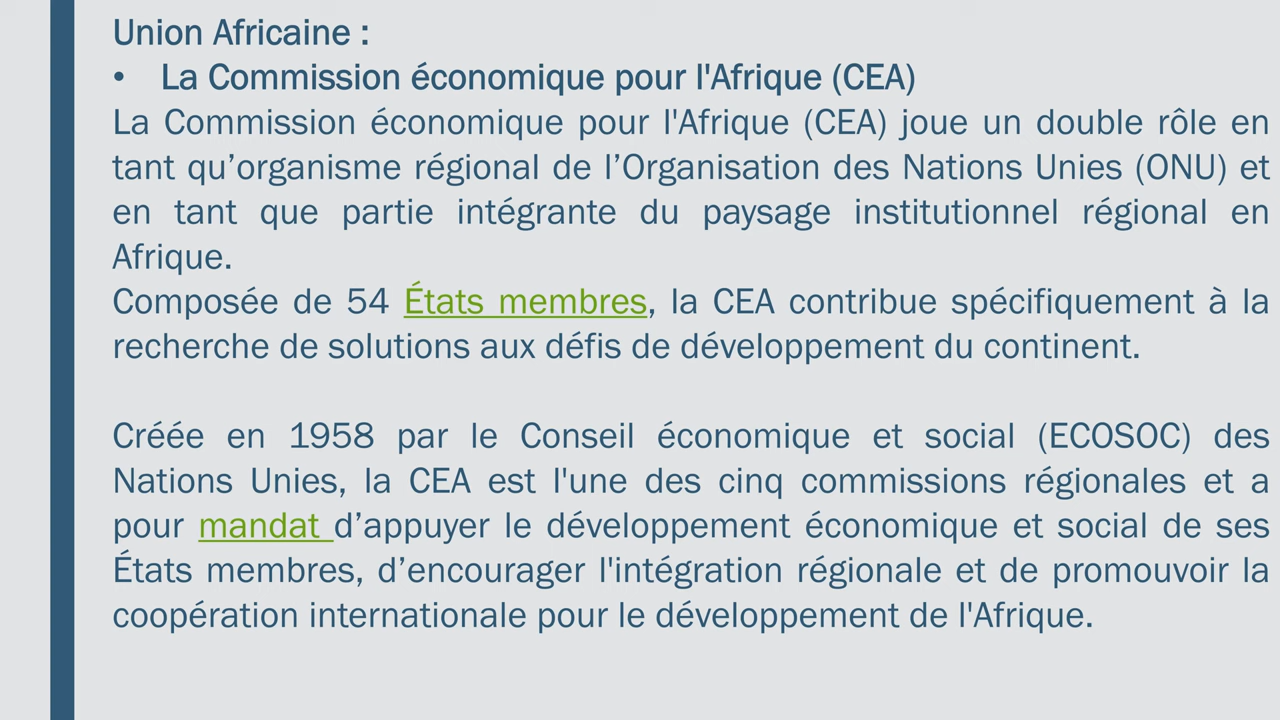 Union Africaine :
• La Commission économique pour l'Afrique (CEA)
La Commission économique pour l'Afrique (CEA) joue un double rôle en
tant qu’organisme régional de l’Organisation des Nations Unies (ONU) et
en tant que partie intégrante du paysage institutionnel régional en
Afrique.
Composée de 54 États membres, la CEA contribue spécifiquement à la
recherche de solutions aux défis de développement du continent.
Créée en 1958 par le Conseil économique et social (ECOSOC) des
Nations Unies, la CEA est l'une des cinq commissions régionales et a
pour mandat d’appuyer le développement économique et social de ses
États membres, d’encourager l'intégration régionale et de promouvoir la
coopération internationale pour le développement de l'Afrique.